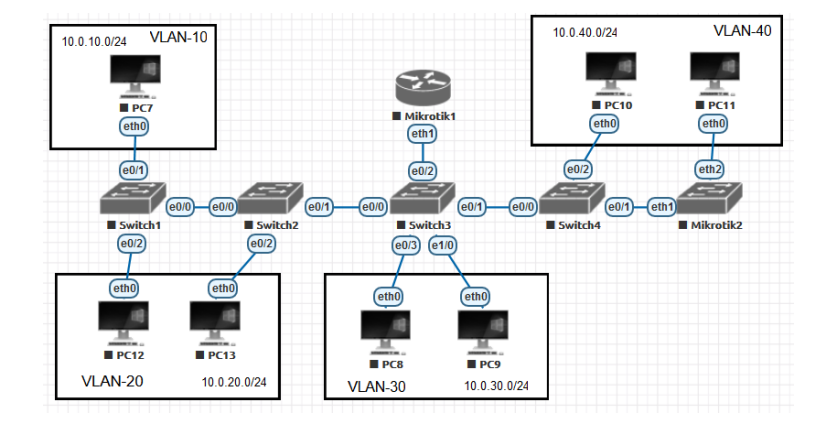 10.0.10.0/24
VLAN-10
PC7
eth0
e0/1
Switch1
e0/0
e0/2
e0/0
Switch2
e0/1
e0/2
Mikrotik1
eth1
e0/2
e0/0
Switch3
e0/1
e0/3
e1/0
10.0.40.0/24
VLAN-40
PC10
PC11
eth0
eth0
e0/2
eth2
e0/0
Switch4
e0/1
eth1
Mikrotik2
eth0
eth0
PC12
PC13
VLAN-20
10.0.20.0/24
eth0
eth0
PC8
PC9
VLAN-30
10.0.30.0/24